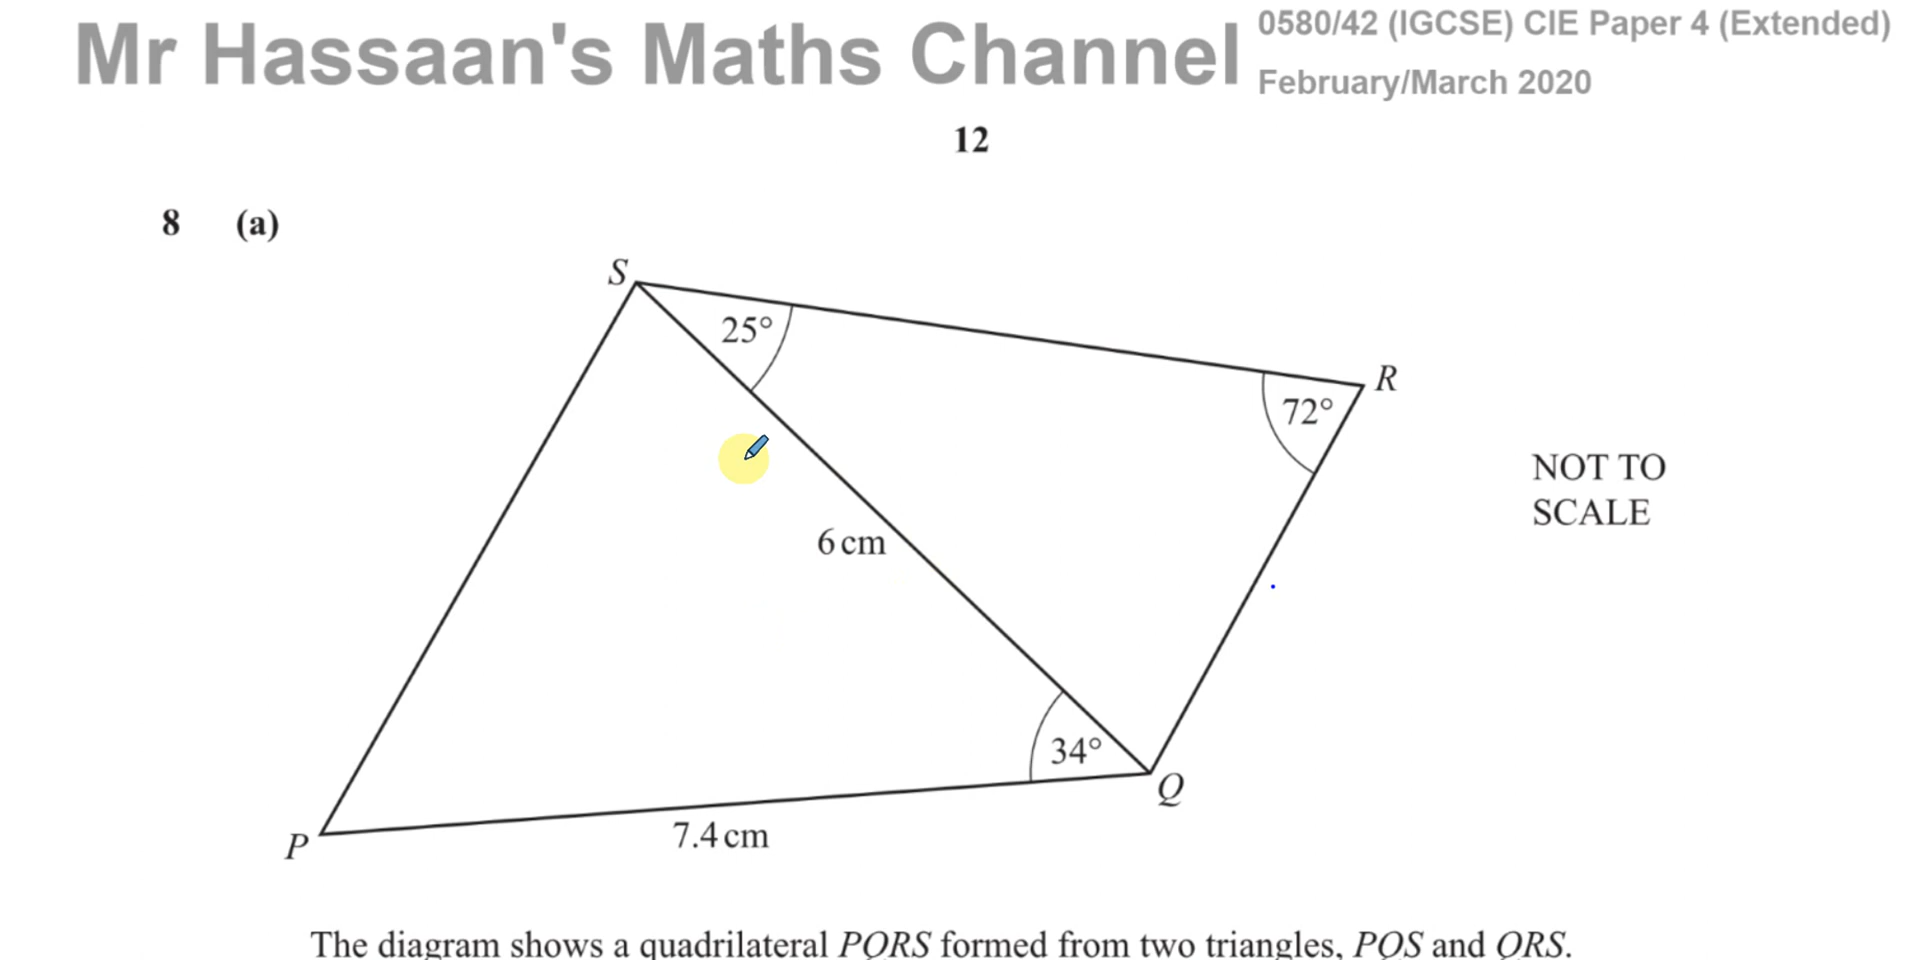 Mr Hassaan's Maths Channel
0580/42 (IGCSE) CIE Paper 4 (Extended)
February/March 2020
12
8 (a)
S
25°
R
72°
NOT TO
SCALE
6 cm
34°
Q
P
7.4 cm
The diagram shows a quadrilateral PQRS formed from two triangles, PQS and QRS.